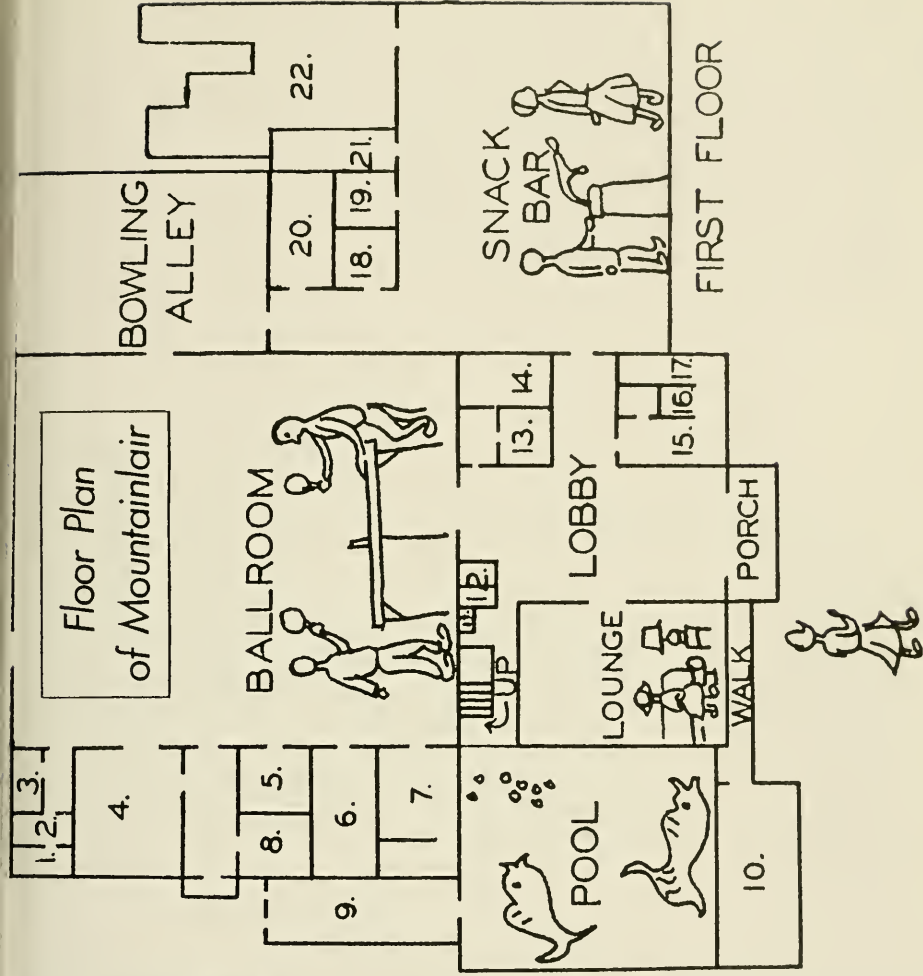 Floor Plan
of Mountainlair
BOWLING
ALLEY
22.
1.
2.
3.
4.
BALLROOM
20.
18.
19.
21.
5.
8.
6.
7.
9.
SNACK
BAR
11.
12.
13.
14.
UP
LOBBY
LOUNGE
POOL
15.
16.
17.
10.
WALK
PORCH
FIRST FLOOR